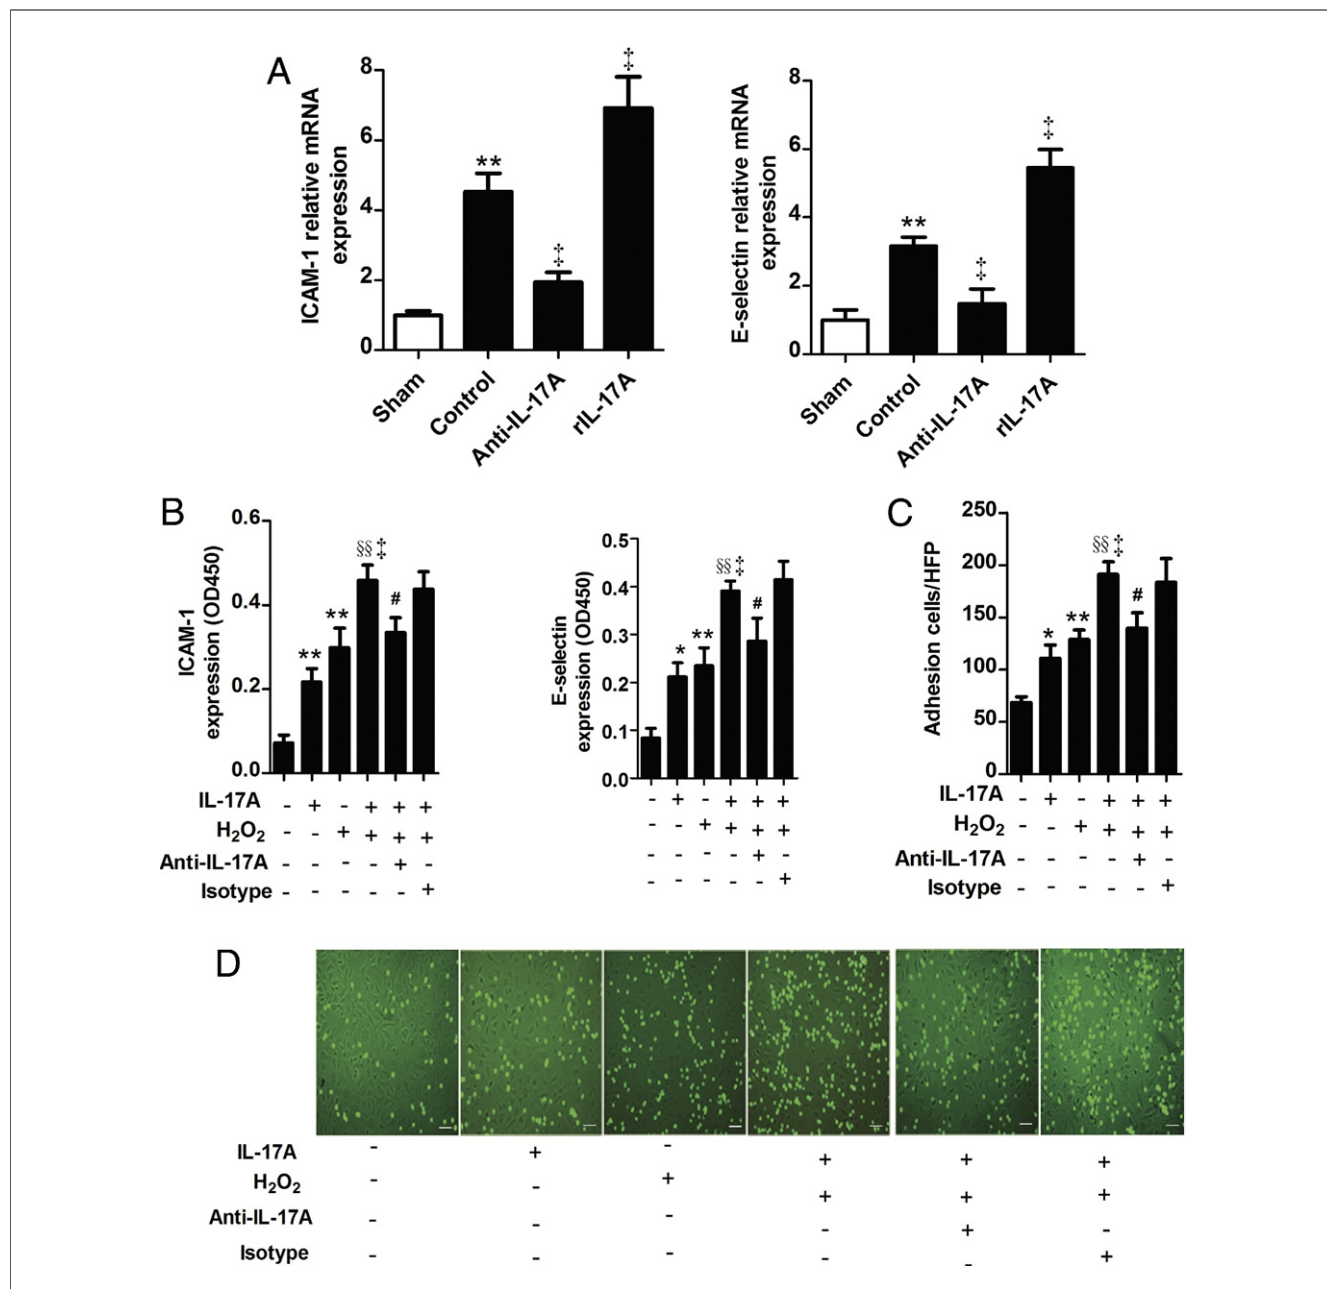 A
ICAM-1 relative mRNA
expression
8
6
4
2
0
** ‡ ‡
Sham Control Anti-IL-17A rIL-17A
E-selectin relative mRNA
expression
8
6
4
2
0
** ‡ ‡
Sham Control Anti-IL-17A rIL-17A
B
ICAM-1
expression (OD450)
0.6
0.4
0.2
0.0
** ** §§‡ #
IL-17A - + - + + +
H2O2 - - + + + +
Anti-IL-17A - - - - + -
Isotype - - - - - +
E-selectin
expression (OD450)
0.5
0.4
0.3
0.2
0.1
0.0
* ** §§‡ #
- + - + + +
- - + + + +
- - - - + -
- - - - - +
C
Adhesion cells/HFP
250
200
150
100
50
0
* ** §§‡ #
IL-17A - + - + + +
H2O2 - - + + + +
Anti-IL-17A - - - - + -
Isotype - - - - - +
D
IL-17A - + - + + +
H2O2 - - + + + +
Anti-IL-17A - - - - + -
Isotype - - - - - +